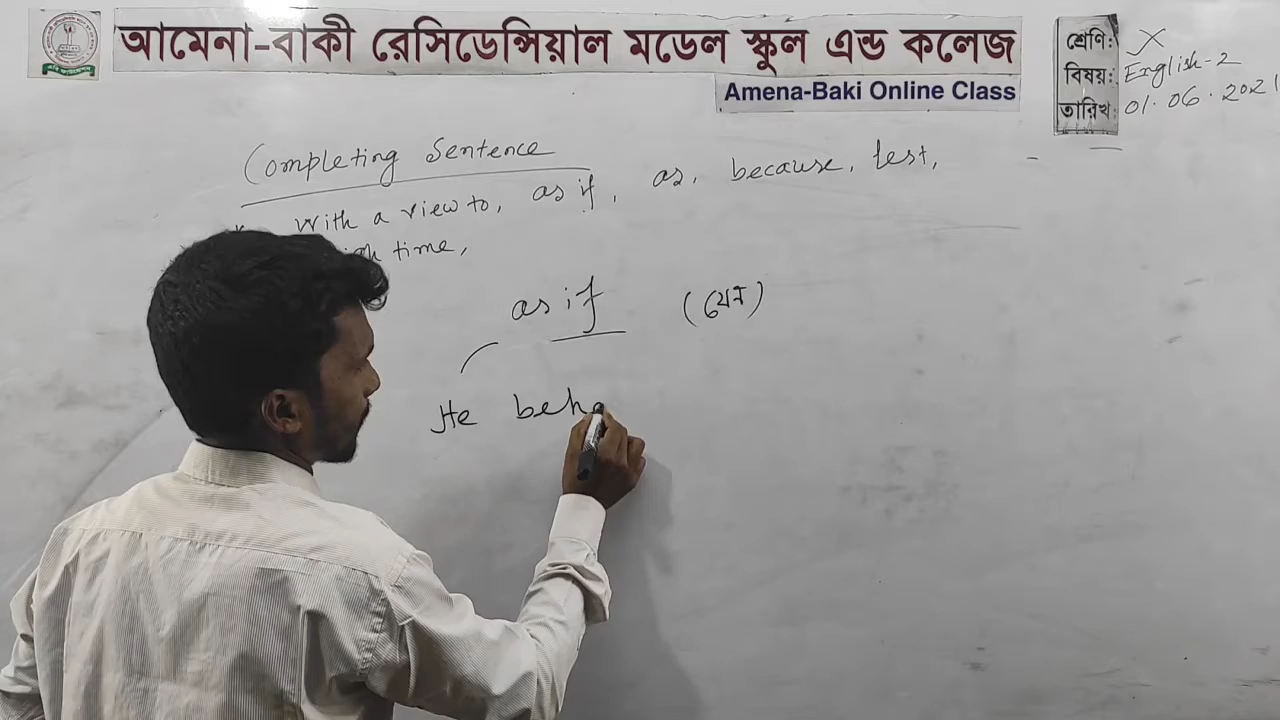 আমেনা-বাকী রেসিডেন্সিয়াল মডেল স্কুল এন্ড কলেজ
Amena-Baki Online Class
শ্রেণি: X
বিষয়: English-2
তারিখ: 01.06.2021
Completing Sentence
* With a view to, as if, as, because, lest,
time,
as if (যেন)
He beha